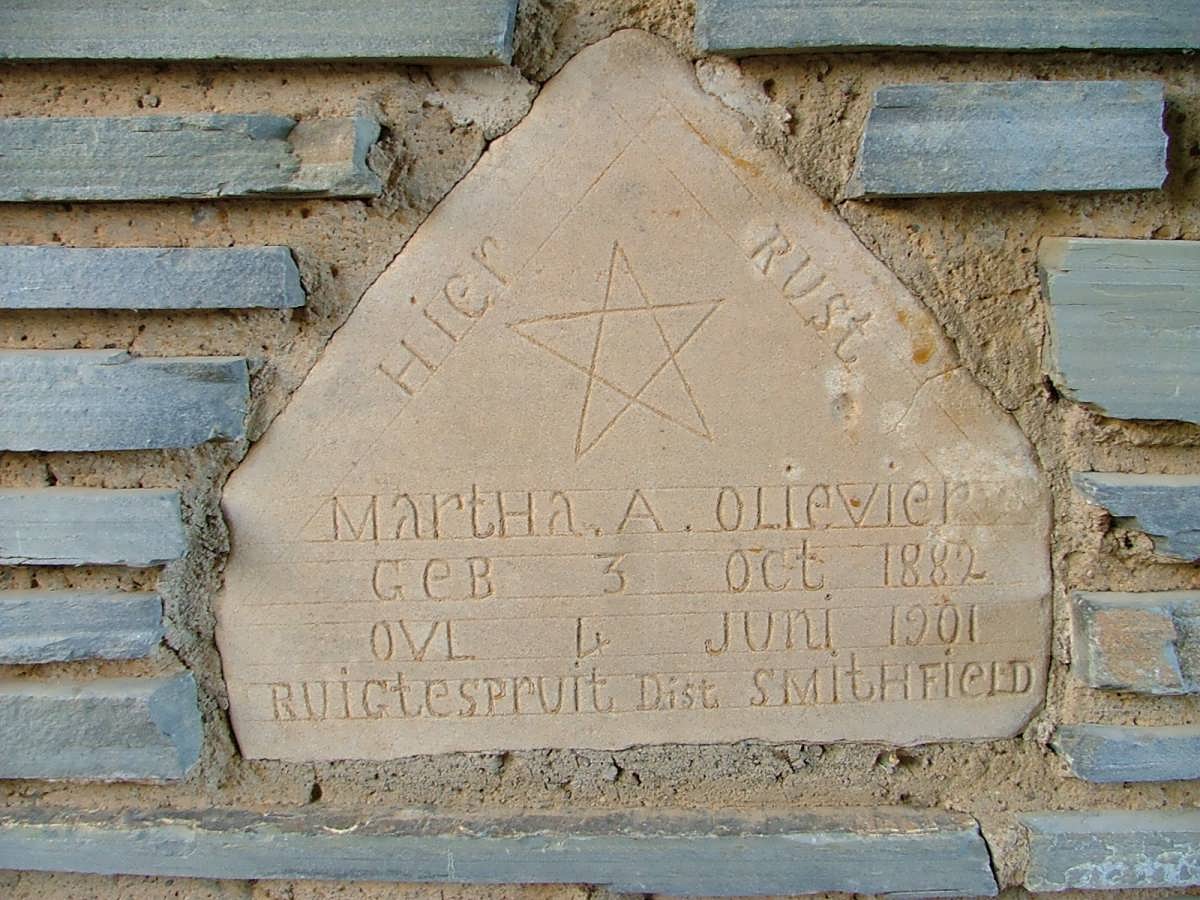 Hier Rust
Martha. A. Olievier
Geb 3 Oct 1882
Ovl 4 Juni 1901
Ruigtespruit Dist Smithfield